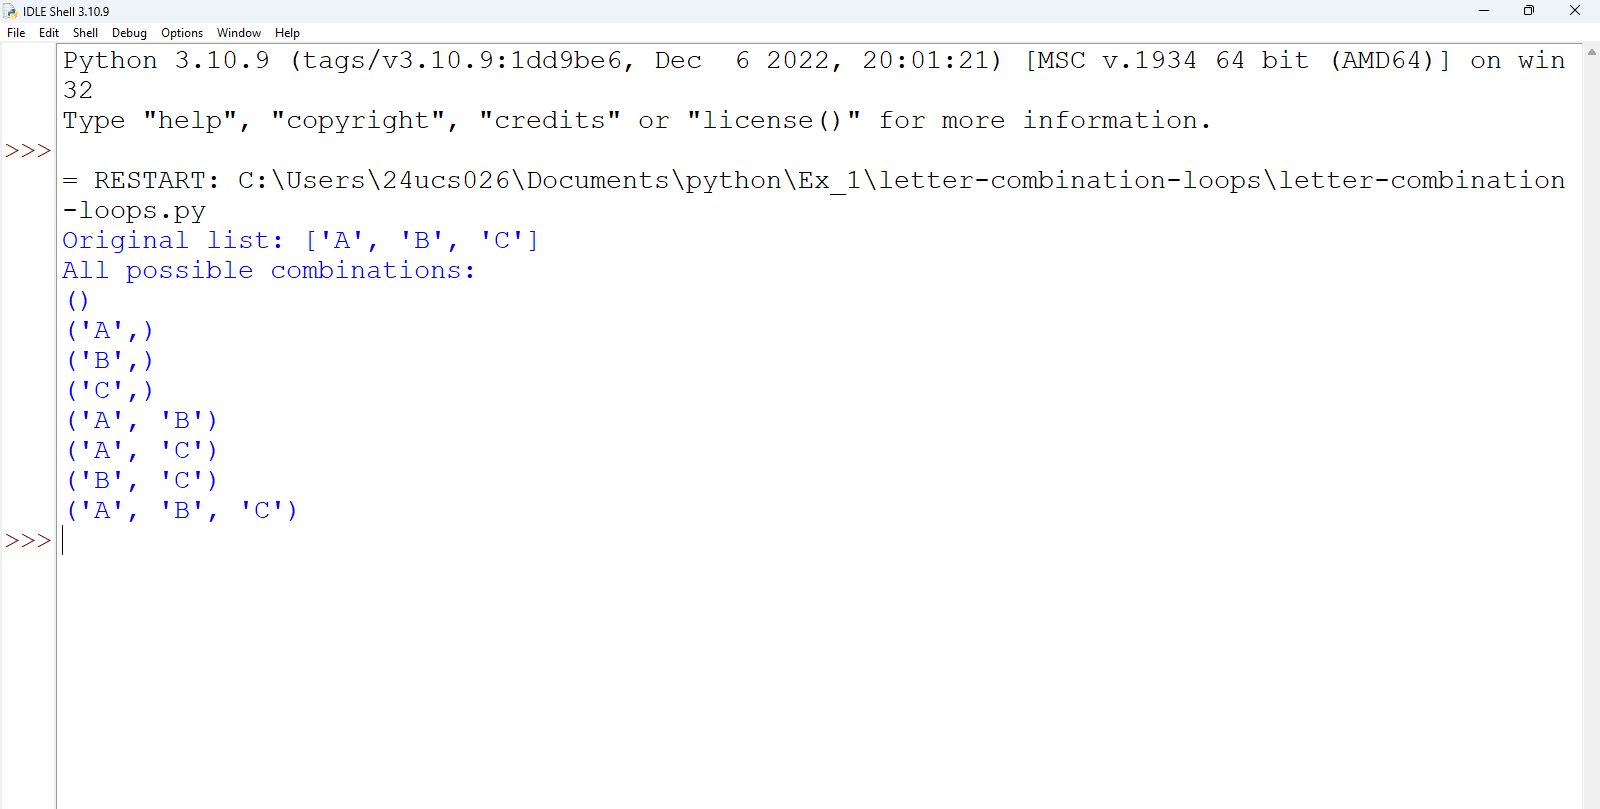 IDLE Shell 3.10.9
File Edit Shell Debug Options Window Help
Python 3.10.9 (tags/v3.10.9:1dd9be6, Dec  6 2022, 20:01:21) [MSC v.1934 64 bit (AMD64)] on win
32
Type "help", "copyright", "credits" or "license()" for more information.
>>>
= RESTART: C:\Users\24ucs026\Documents\python\Ex_1\letter-combination-loops\letter-combination
-loops.py
Original list: ['A', 'B', 'C']
All possible combinations:
()
('A',)
('B',)
('C',)
('A', 'B')
('A', 'C')
('B', 'C')
('A', 'B', 'C')
>>>